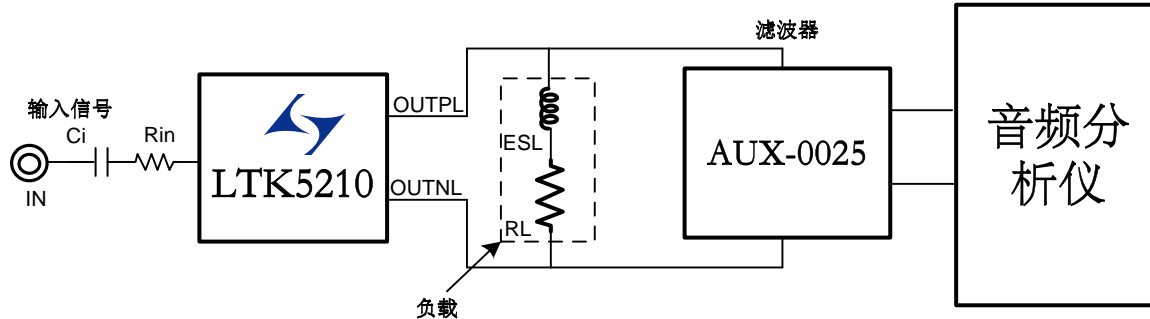 输入信号
Ci
Rin
IN
LTK5210
OUTPL
OUTNL
ESL
RL
负载
滤波器
AUX-0025
音频分
析仪